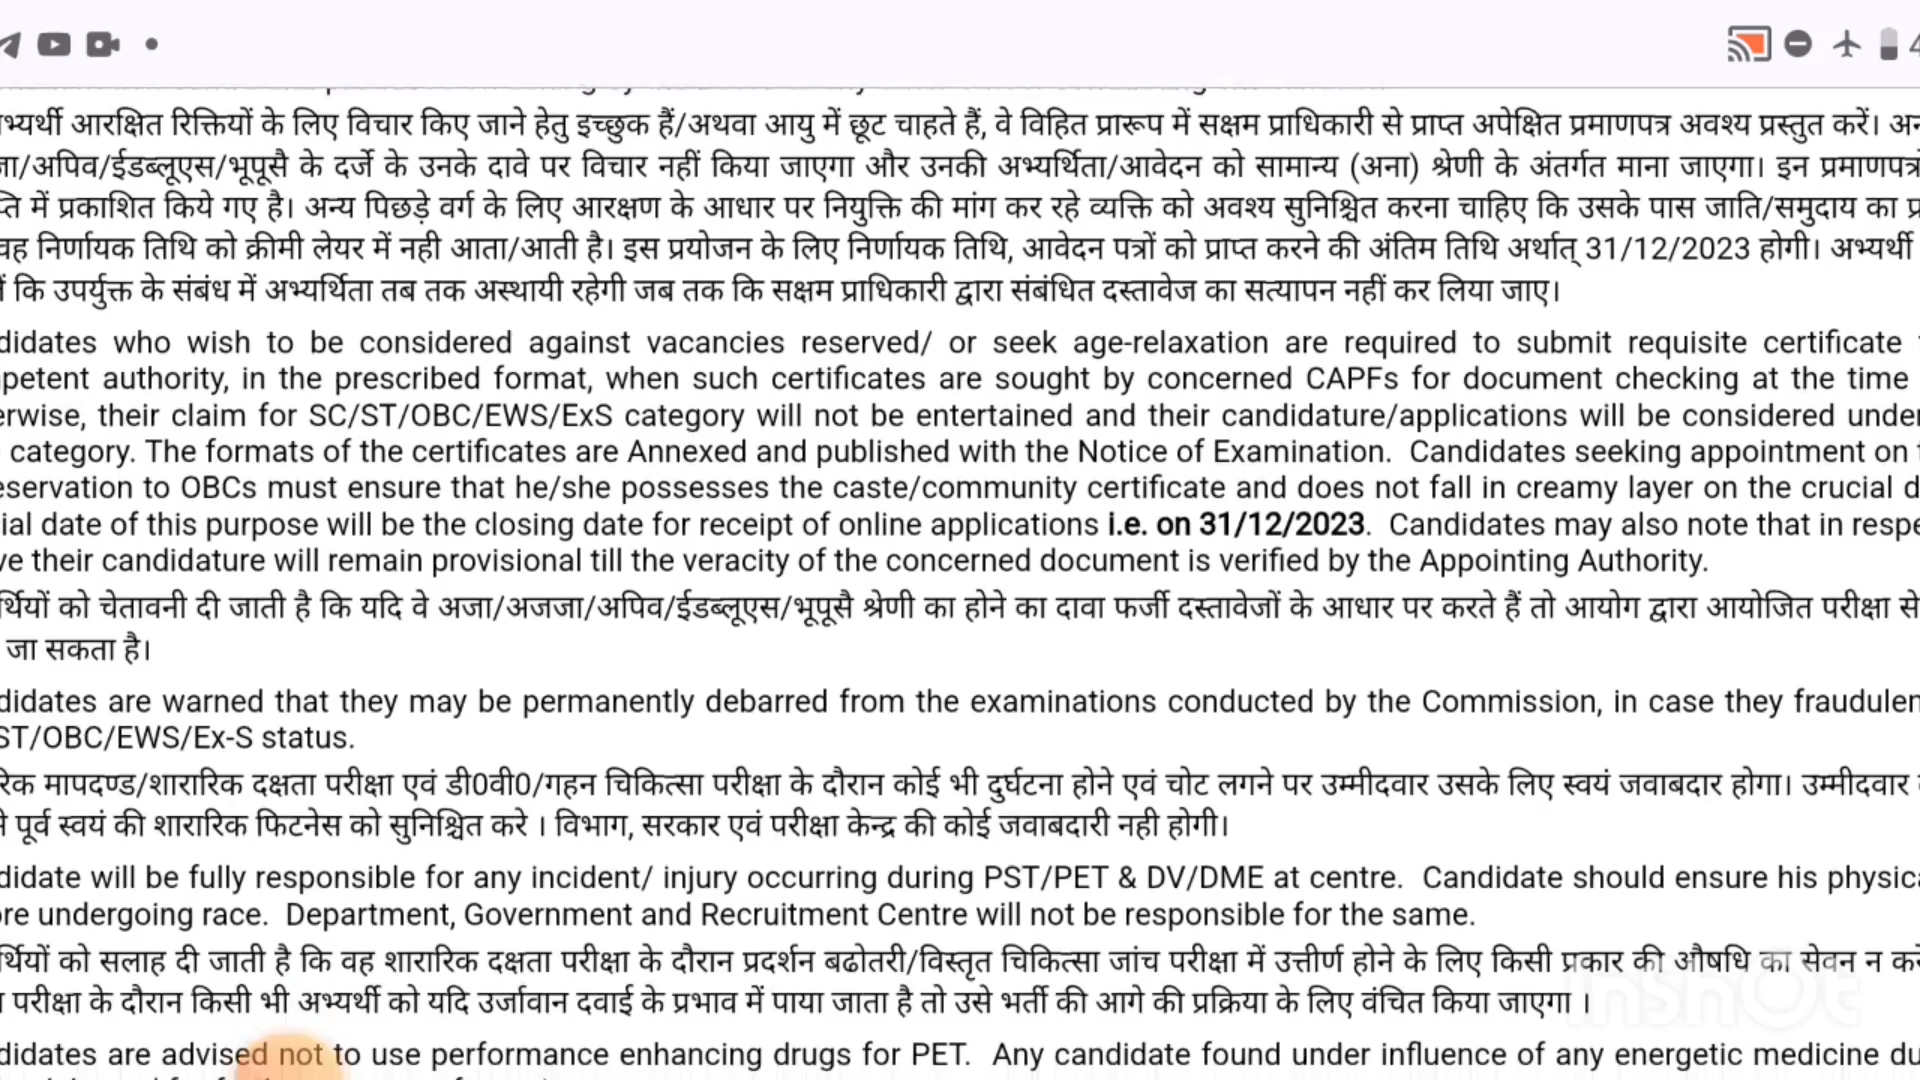 आरक्षित रिक्तियों के लिए विचार किए जाने हेतु इच्छुक हैं/अथवा आयु में छूट चाहते हैं, वे विहित प्रारूप में सक्षम प्राधिकारी से प्राप्त अपेक्षित प्रमाणपत्र अवश्य प्रस्तुत करें।
/अपिव/ईडब्लूएस/भूपूसै के दर्जे के उनके दावे पर विचार नहीं किया जाएगा और उनकी अभ्यर्थिता/आवेदन को सामान्य (अना) श्रेणी के अंतर्गत माना जाएगा। इन
में प्रकाशित किये गए है। अन्य पिछड़े वर्ग के लिए आरक्षण के आधार पर नियुक्ति की मांग कर रहे व्यक्ति को अवश्य सुनिश्चित करना चाहिए कि उसके पास जाति/समुदाय का
वह निर्णायक तिथि को क्रीमी लेयर में नही आता/आती है। इस प्रयोजन के लिए निर्णायक तिथि, आवेदन पत्रों को प्राप्त करने की अंतिम तिथि अर्थात् 31/12/2023 होगी। अभ्यर्थी
कि उपर्युक्त के संबंध में अभ्यर्थिता तब तक अस्थायी रहेगी जब तक कि सक्षम प्राधिकारी द्वारा संबंधित दस्तावेज का सत्यापन नहीं कर लिया जाए।
didates who wish to be considered against vacancies reserved/ or seek age-relaxation are required to submit requisite certificate
petent authority, in the prescribed format, when such certificates are sought by concerned CAPFs for document checking at the time
erwise, their claim for SC/ST/OBC/EWS/ExS category will not be entertained and their candidature/applications will be considered under
category. The formats of the certificates are Annexed and published with the Notice of Examination. Candidates seeking appointment on
eservation to OBCs must ensure that he/she possesses the caste/community certificate and does not fall in creamy layer on the crucial
ial date of this purpose will be the closing date for receipt of online applications i.e. on 31/12/2023. Candidates may also note that in respe
ve their candidature will remain provisional till the veracity of the concerned document is verified by the Appointing Authority.
र्थियों को चेतावनी दी जाती है कि यदि वे अजा/अजजा/अपिव/ईडब्लूएस/भूपूसै श्रेणी का होने का दावा फर्जी दस्तावेजों के आधार पर करते हैं तो आयोग द्वारा आयोजित परीक्षा से
जा सकता है।
didates are warned that they may be permanently debarred from the examinations conducted by the Commission, in case they fraudulen
ST/OBC/EWS/Ex-S status.
रिक मापदण्ड/शारारिक दक्षता परीक्षा एवं डी0वी0/गहन चिकित्सा परीक्षा के दौरान कोई भी दुर्घटना होने एवं चोट लगने पर उम्मीदवार उसके लिए स्वयं जवाबदार होगा। उम्मीदवार
पूर्व स्वयं की शारारिक फिटनेस को सुनिश्चित करे । विभाग, सरकार एवं परीक्षा केन्द्र की कोई जवाबदारी नही होगी।
didate will be fully responsible for any incident/ injury occurring during PST/PET & DV/DME at centre. Candidate should ensure his physica
ore undergoing race. Department, Government and Recruitment Centre will not be responsible for the same.
र्थियों को सलाह दी जाती है कि वह शारारिक दक्षता परीक्षा के दौरान प्रदर्शन बढोतरी/विस्तृत चिकित्सा जांच परीक्षा में उत्तीर्ण होने के लिए किसी प्रकार की औषधि का सेवन न करें
परीक्षा के दौरान किसी भी अभ्यर्थी को यदि उर्जावान दवाई के प्रभाव में पाया जाता है तो उसे भर्ती की आगे की प्रक्रिया के लिए वंचित किया जाएगा ।
InShOt
didates are advised not to use performance enhancing drugs for PET. Any candidate found under influence of any energetic medicine du